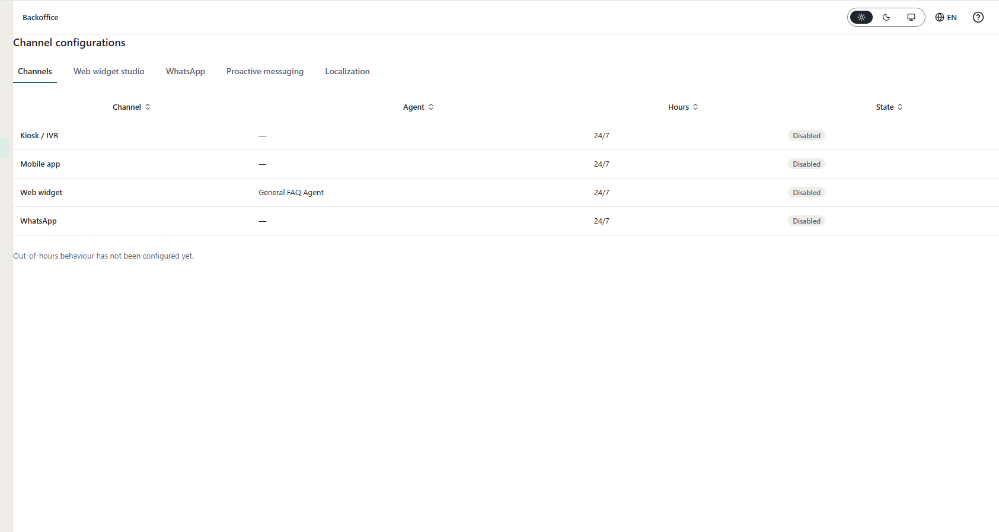 Backoffice
EN
Channel configurations
Channels Web widget studio WhatsApp Proactive messaging Localization
Channel Agent Hours State
Kiosk / IVR — 24/7 Disabled
Mobile app — 24/7 Disabled
Web widget General FAQ Agent 24/7 Disabled
WhatsApp — 24/7 Disabled
Out-of-hours behaviour has not been configured yet.